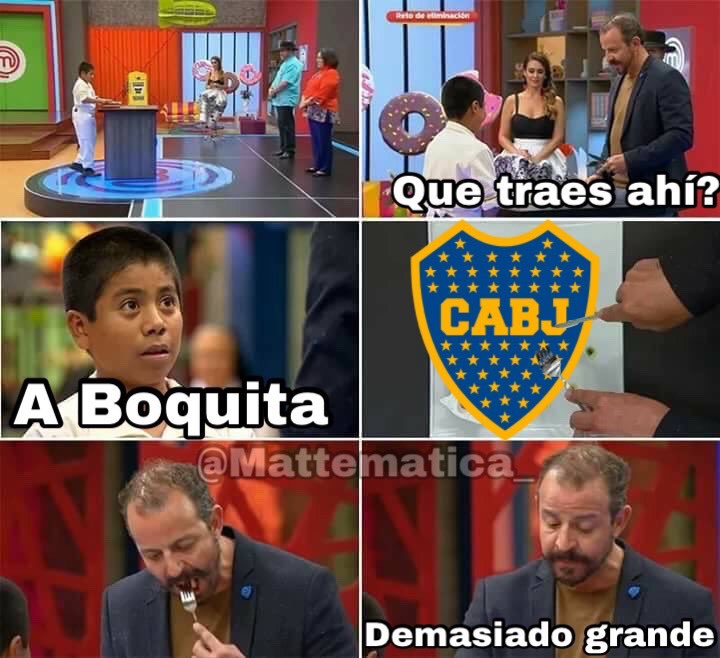 Reto de eliminación
Que traes ahí?
A Boquita
CABJ
@Mattematica_
Demasiado grande